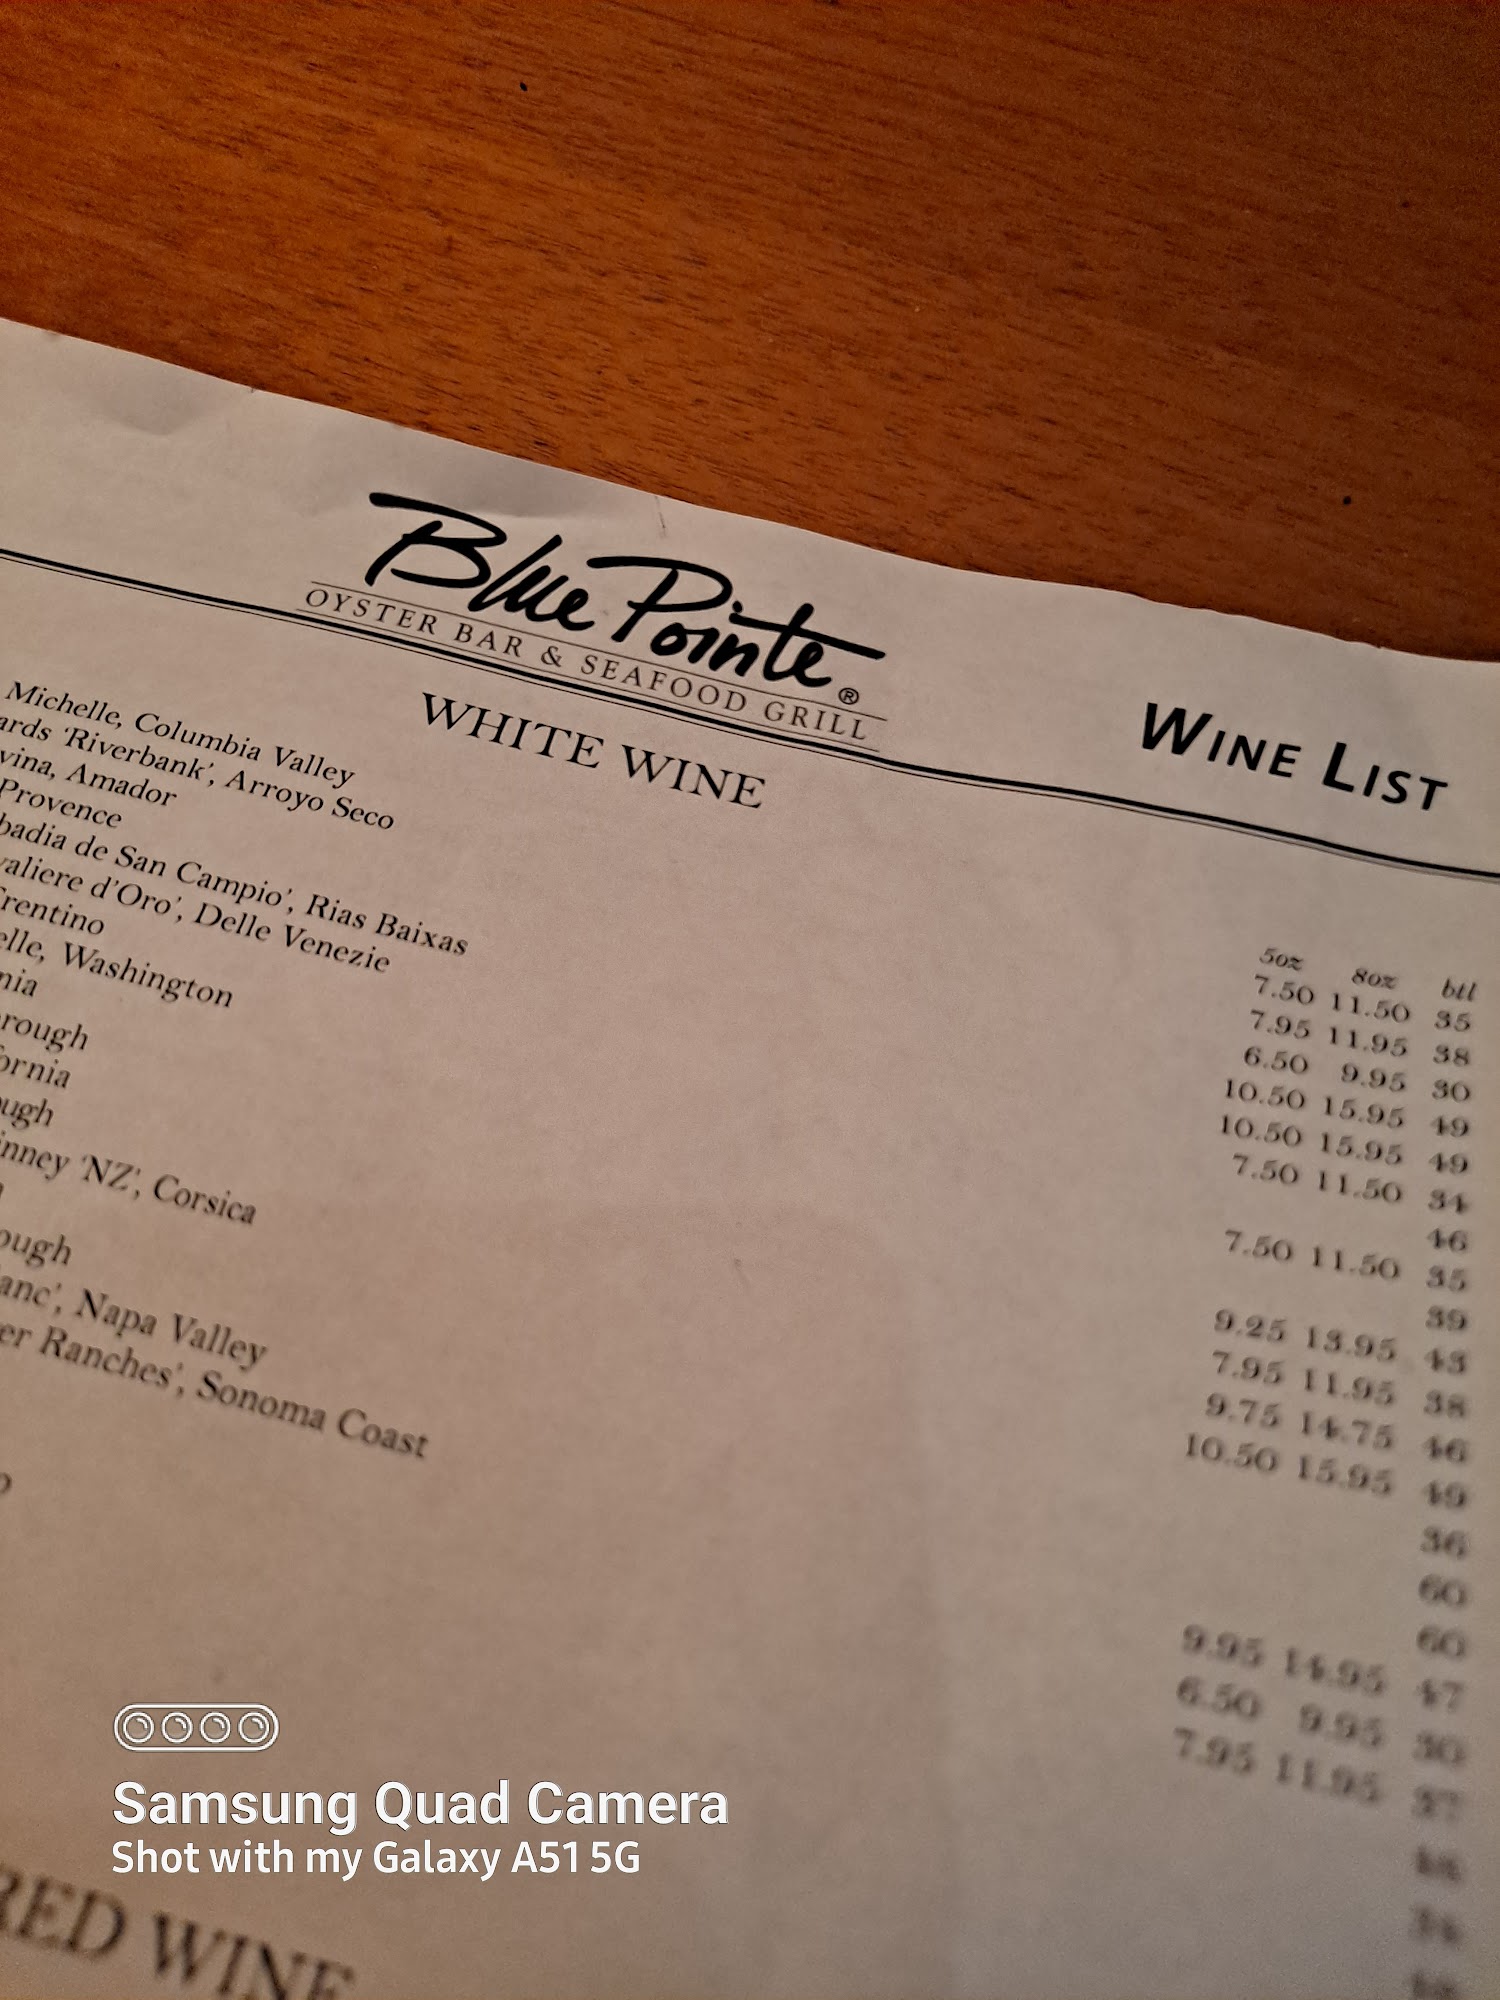 Blue Pointe®
OYSTER BAR & SEAFOOD GRILL
WINE LIST
WHITE WINE
Michelle, Columbia Valley
ards 'Riverbank', Arroyo Seco
vina, Amador
Provence
badia de San Campio', Rias Baixas
valiere d'Oro', Delle Venezie
rentino
elle, Washington
nia
rough
ornia
ugh
inney 'NZ', Corsica
ough
anc', Napa Valley
er Ranches', Sonoma Coast
o
5oz 8oz btl
7.50 11.50 35
7.95 11.95 38
6.50 9.95 30
10.50 15.95 49
10.50 15.95 49
7.50 11.50 34
46
7.50 11.50 35
39
9.25 13.95 43
7.95 11.95 38
9.75 14.75 46
10.50 15.95 49
36
60
60
9.95 14.95 47
6.50 9.95 30
7.95 11.95 37
RED WINE
Samsung Quad Camera
Shot with my Galaxy A51 5G